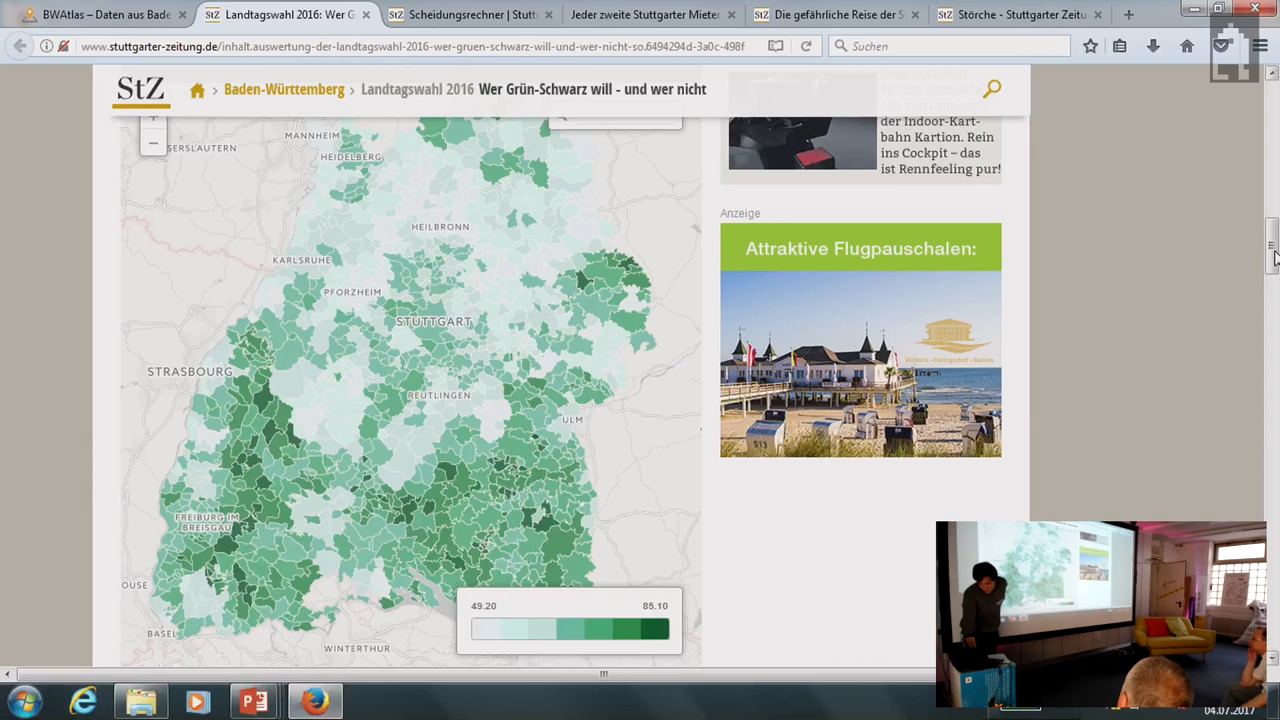 BWAtlas – Daten aus Bade
Landtagswahl 2016: Wer G
Scheidungsrechner | Stutt
Jeder zweite Stuttgarter Mieter
Die gefährliche Reise der S
Störche - Stuttgarter Zeitu
www.stuttgarter-zeitung.de/inhalt.auswertung-der-landtagswahl-2016-wer-gruen-schwarz-will-und-wer-nicht-so.6494294d-3a0c-498f
Suchen
StZ
Baden-Württemberg
Landtagswahl 2016
Wer Grün-Schwarz will - und wer nicht
der Indoor-Kart-
bahn Kartion. Rein
ins Cockpit – das
ist Rennfeeling pur!
Anzeige
Attraktive Flugpauschalen:
MANNHEIM
SERSLAUTERN
HEIDELBERG
HEILBRONN
KARLSRUHE
PFORZHEIM
STUTTGART
STRASBOURG
REUTLINGEN
ULM
FREIBURG IM
BREISGAU
OUSE
BASEL
WINTERTHUR
49.20
85.10
513
04.07.2017